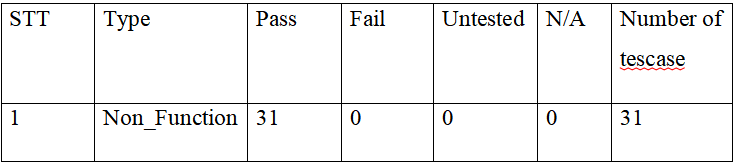 STT Type Pass Fail Untested N/A Number of
tescase
1 Non_Function 31 0 0 0 31